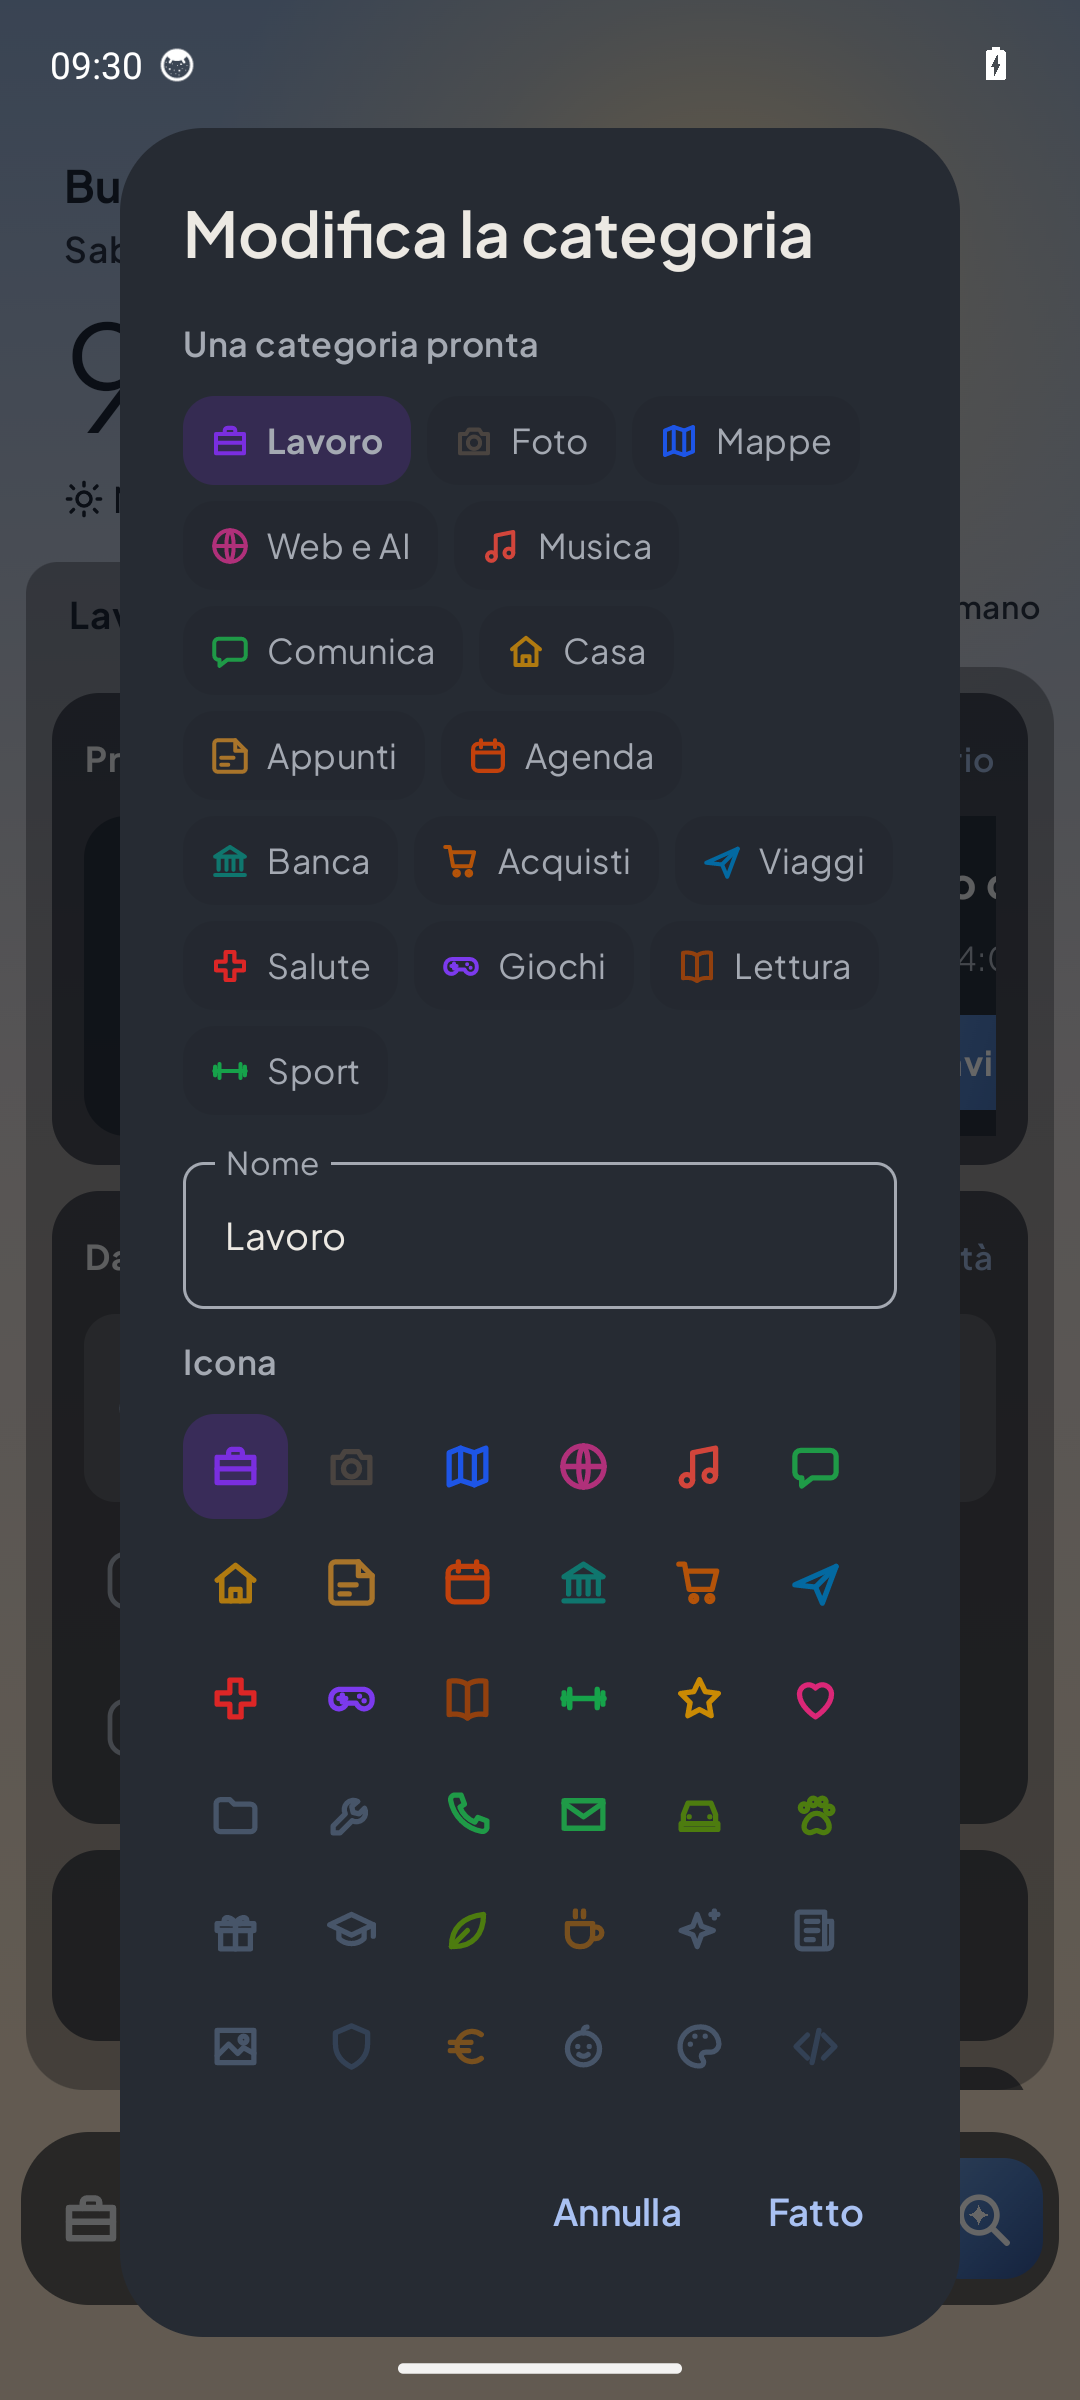 09:30
Modifica la categoria
Una categoria pronta
Lavoro Foto Mappe
Web e AI Musica
Comunica Casa
Appunti Agenda
Banca Acquisti Viaggi
Salute Giochi Lettura
Sport
Nome
Lavoro
Icona
Annulla Fatto